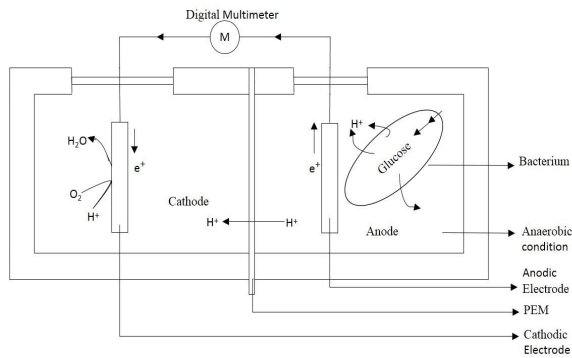 Digital Multimeter
M
H₂O
e⁺
O₂
H⁺
Cathode
H⁺
H⁺
e⁺
H⁺
Glucose
Anode
Bacterium
Anaerobic
condition
Anodic
Electrode
PEM
Cathodic
Electrode